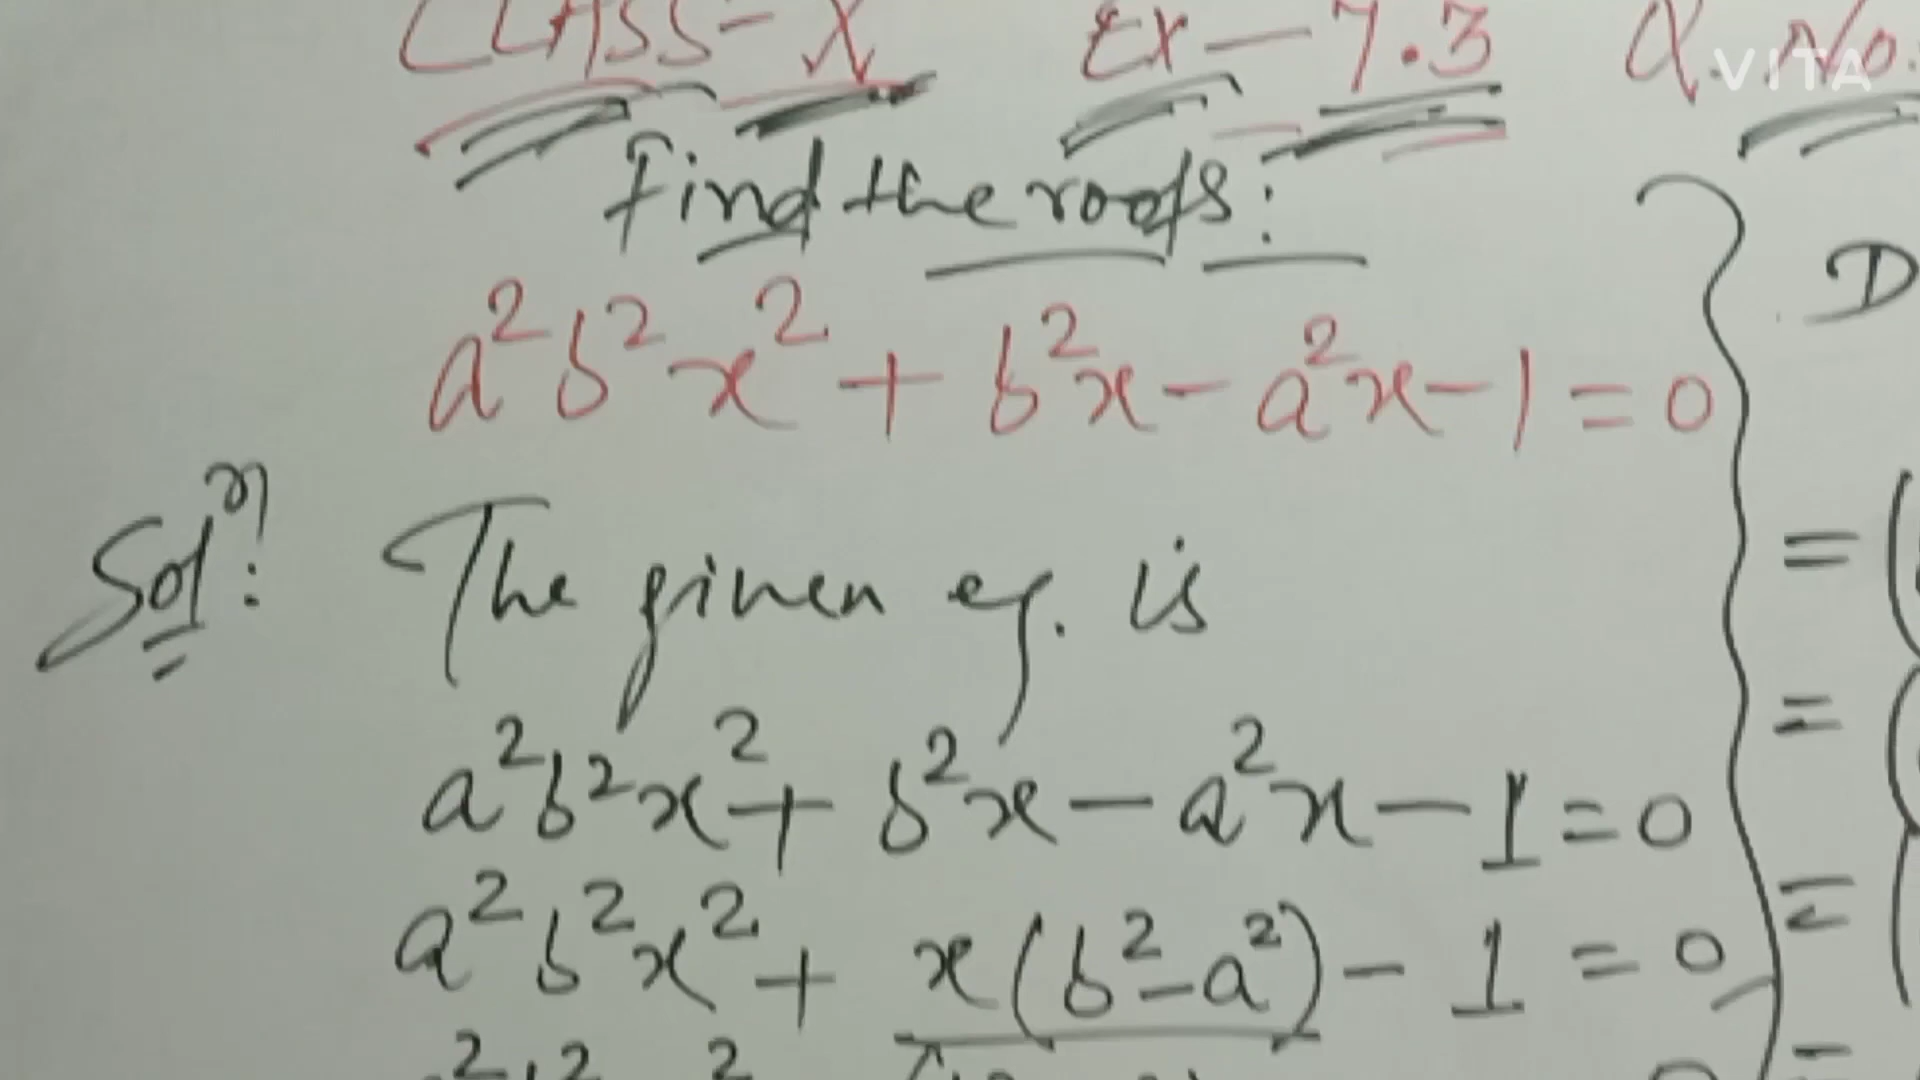 CLASS-X Ex-7.3 Q.No.
VITA
Find the roots:
a²b²x² + b²x - a²x - 1 = 0
D
Solⁿ: The given eq. is
=
a²b²x² + b²x - a²x - 1 = 0
=
a²b²x² + x(b²-a²) - 1 = 0
=